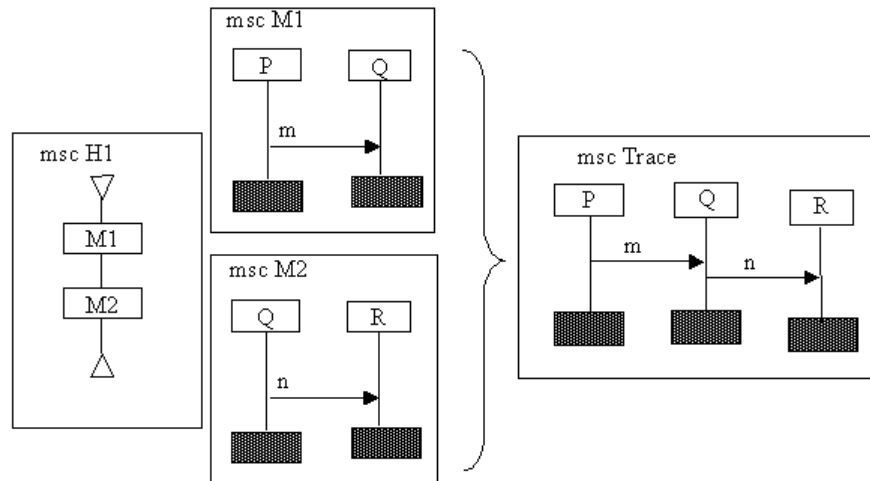 msc H1
M1
M2
msc M1
P Q
m
msc M2
Q R
n
msc Trace
P Q R
m n